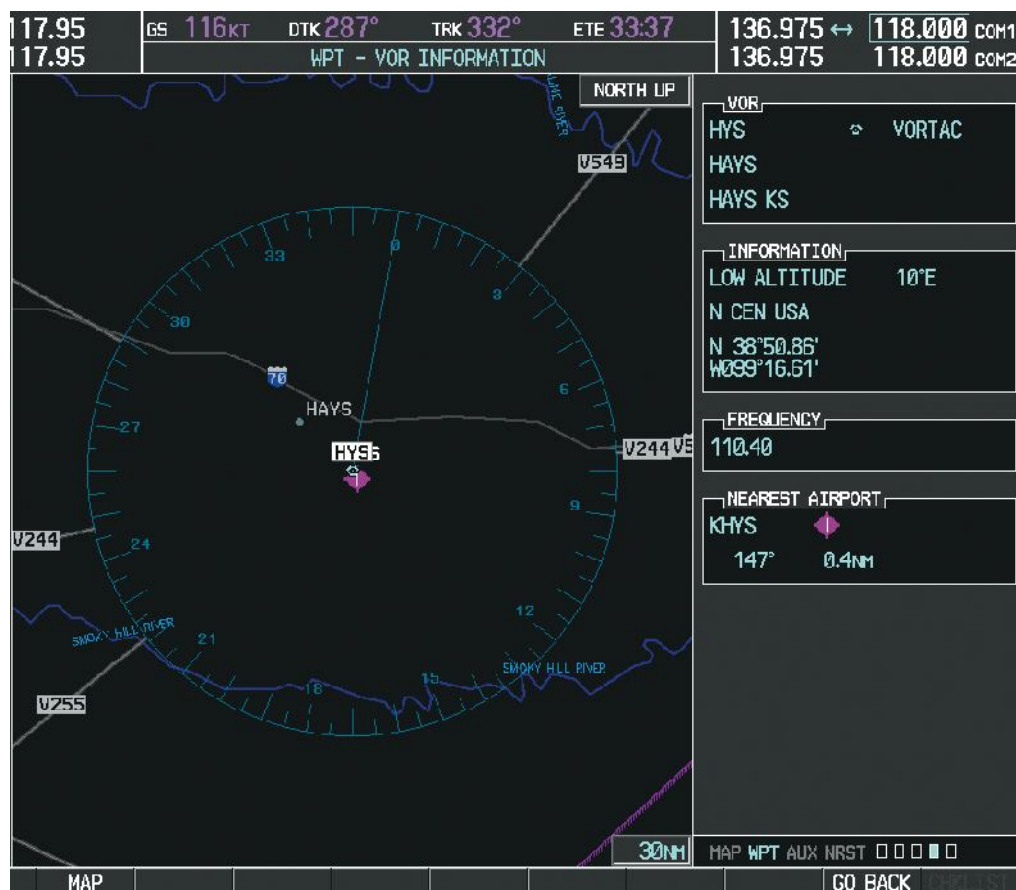 117.95
117.95
GS 116KT DTK 287° TRK 332° ETE 33:37
WPT - VOR INFORMATION
136.975 ↔ 118.000 COM1
136.975 118.000 COM2
NORTH UP
RIVER
V549
0
33
3
30
70
HAYS
6
27
HYS
V244
9
V244
24
12
SMOKY HILL RIVER
21
SMOKY HILL RIVER
15
18
V255
30NM
VOR
HYS VORTAC
HAYS
HAYS KS
INFORMATION
LOW ALTITUDE 10°E
N CEN USA
N 38°50.86'
W099°16.61'
FREQUENCY
110.40
NEAREST AIRPORT
KHYS
147° 0.4NM
MAP WPT AUX NRST
MAP GO BACK CHKLIST